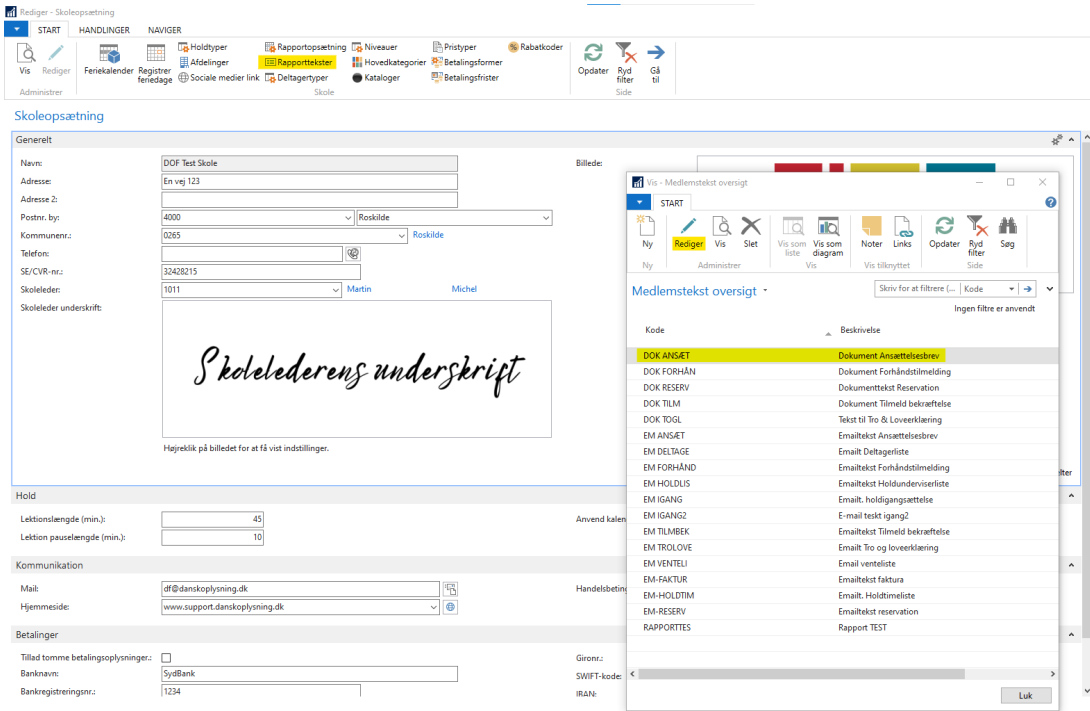 Rediger - Skoleopsætning
START HANDLINGER NAVIGER
Vis
Rediger
Administrer
Feriekalender
Registrer feriedage
Holdtyper
Afdelinger
Sociale medier link
Rapportopsætning
Rapporttekster
Deltagertyper
Niveauer
Hovedkategorier
Kataloger
Pristyper
Betalingsformer
Betalingsfrister
Rabatkoder
Skole
Opdater
Ryd filter
Gå til
Side
Skoleopsætning
Generelt
Navn: DOF Test Skole
Adresse: En vej 123
Adresse 2:
Postnr. by: 4000 Roskilde
Kommunenr.: 0265 Roskilde
Telefon:
SE/CVR-nr.: 32428215
Skoleleder: 1011 Martin Michel
Skoleleder underskrift:
Skolelederens underskrift
Højreklik på billedet for at få vist indstillinger.
Billede:
Hold
Lektionslængde (min.): 45
Lektion pauselængde (min.): 10
Anvend kalen
Kommunikation
Mail: df@danskoplysning.dk
Hjemmeside: www.support.danskoplysning.dk
Handelsbeting
Betalinger
Tillad tomme betalingsoplysninger.:
Banknavn: SydBank
Bankregistreringsnr.: 1234
Gironr.:
SWIFT-kode:
IBAN:
Vis - Medlemstekst oversigt
START
Ny
Ny
Rediger
Vis
Slet
Administrer
Vis som liste
Vis som diagram
Vis
Noter
Links
Vis tilknyttet
Opdater
Ryd filter
Søg
Side
Medlemstekst oversigt
Skriv for at filtrere (... Kode
Ingen filtre er anvendt
Kode Beskrivelse
DOK ANSÆT Dokument Ansættelsesbrev
DOK FORHÅN Dokument Forhåndstilmelding
DOK RESERV Dokumenttekst Reservation
DOK TILM Dokument Tilmeld bekræftelse
DOK TOGL Tekst til Tro & Loveerklæring
EM ANSÆT Emailtekst Ansættelsesbrev
EM DELTAGE Emailt Deltagerliste
EM FORHÅND Emailtekst Forhåndstilmelding
EM HOLDLIS Emailtekst Holdunderviserliste
EM IGANG Emailt. holdigangsættelse
EM IGANG2 E-mail teskt igang2
EM TILMBEK Emailtekst Tilmeld bekræftelse
EM TROLOVE Emailt Tro og loveerklæring
EM VENTELI Email venteliste
EM-FAKTUR Emailtekst faktura
EM-HOLDTIM Emailt. Holdtimeliste
EM-RESERV Emailtekst reservation
RAPPORTTES Rapport TEST
Luk